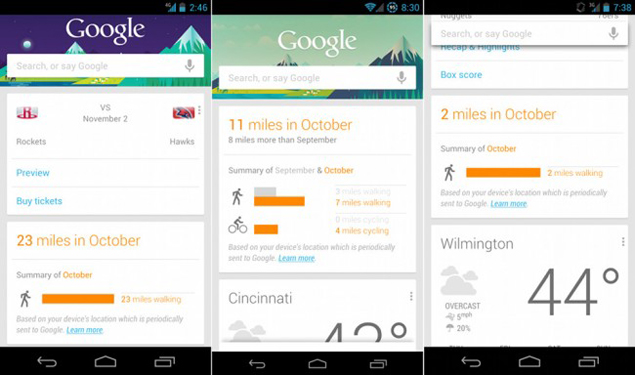 4G 2:46
Google
Search, or say Google
VS
November 2
Rockets
Hawks
Preview
Buy tickets
23 miles in October
Summary of October
23 miles walking
Based on your device's location which is periodically
sent to Google. Learn more.
8:30
Google
Search, or say Google
11 miles in October
8 miles more than September
Summary of September & October
3 miles walking
7 miles walking
0 miles cycling
4 miles cycling
Based on your device's location which is periodically
sent to Google. Learn more.
Cincinnati
42°
7:38
Nuggets
76ers
Search, or say Google
Recap & Highlights
Box score
2 miles in October
Summary of October
2 miles walking
Based on your device's location which is periodically
sent to Google. Learn more.
Wilmington
44°
OVERCAST
5mph
20%